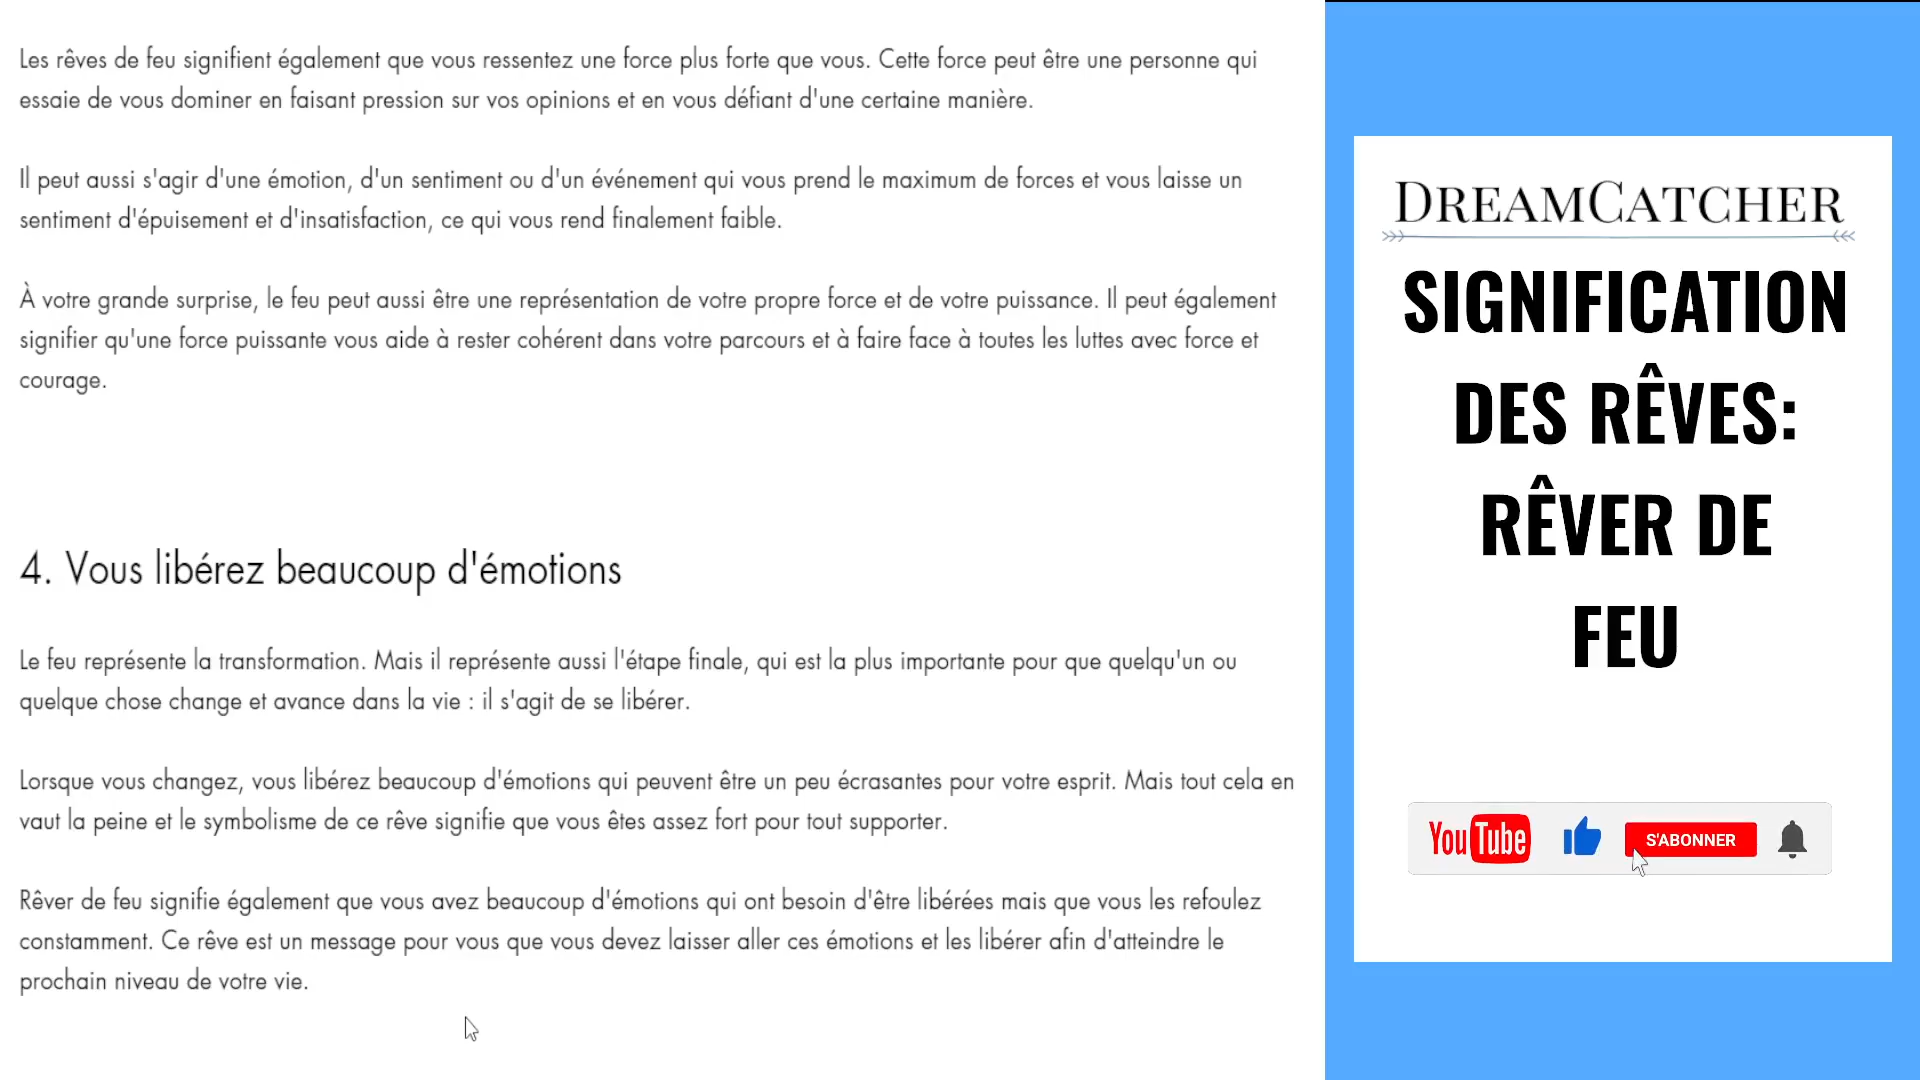 Les rêves de feu signifient également que vous ressentez une force plus forte que vous. Cette force peut être une personne qui
essaie de vous dominer en faisant pression sur vos opinions et en vous défiant d'une certaine manière.
Il peut aussi s'agir d'une émotion, d'un sentiment ou d'un événement qui vous prend le maximum de forces et vous laisse un
sentiment d'épuisement et d'insatisfaction, ce qui vous rend finalement faible.
À votre grande surprise, le feu peut aussi être une représentation de votre propre force et de votre puissance. Il peut également
signifier qu'une force puissante vous aide à rester cohérent dans votre parcours et à faire face à toutes les luttes avec force et
courage.
4. Vous libérez beaucoup d'émotions
Le feu représente la transformation. Mais il représente aussi l'étape finale, qui est la plus importante pour que quelqu'un ou
quelque chose change et avance dans la vie : il s'agit de se libérer.
Lorsque vous changez, vous libérez beaucoup d'émotions qui peuvent être un peu écrasantes pour votre esprit. Mais tout cela en
vaut la peine et le symbolisme de ce rêve signifie que vous êtes assez fort pour tout supporter.
Rêver de feu signifie également que vous avez beaucoup d'émotions qui ont besoin d'être libérées mais que vous les refoulez
constamment. Ce rêve est un message pour vous que vous devez laisser aller ces émotions et les libérer afin d'atteindre le
prochain niveau de votre vie.
DREAMCATCHER
SIGNIFICATION
DES RÊVES:
RÊVER DE
FEU
YouTube
S'ABONNER